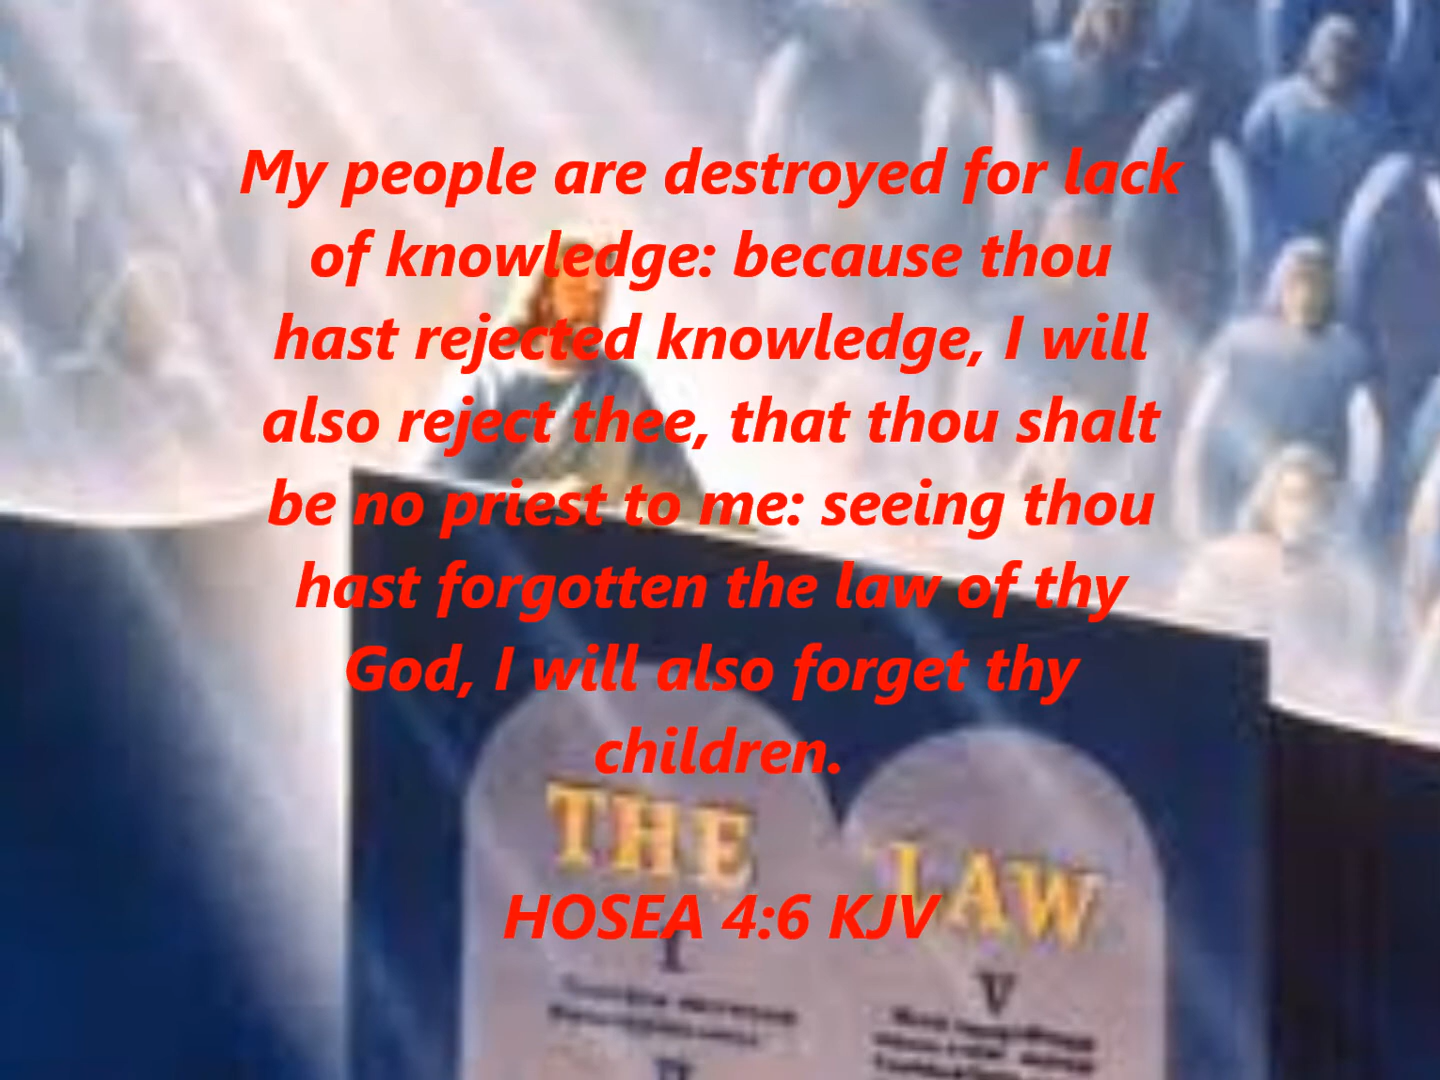 My people are destroyed for lack
of knowledge: because thou
hast rejected knowledge, I will
also reject thee, that thou shalt
be no priest to me: seeing thou
hast forgotten the law of thy
God, I will also forget thy
children.
THE LAW
HOSEA 4:6 KJV
I
V